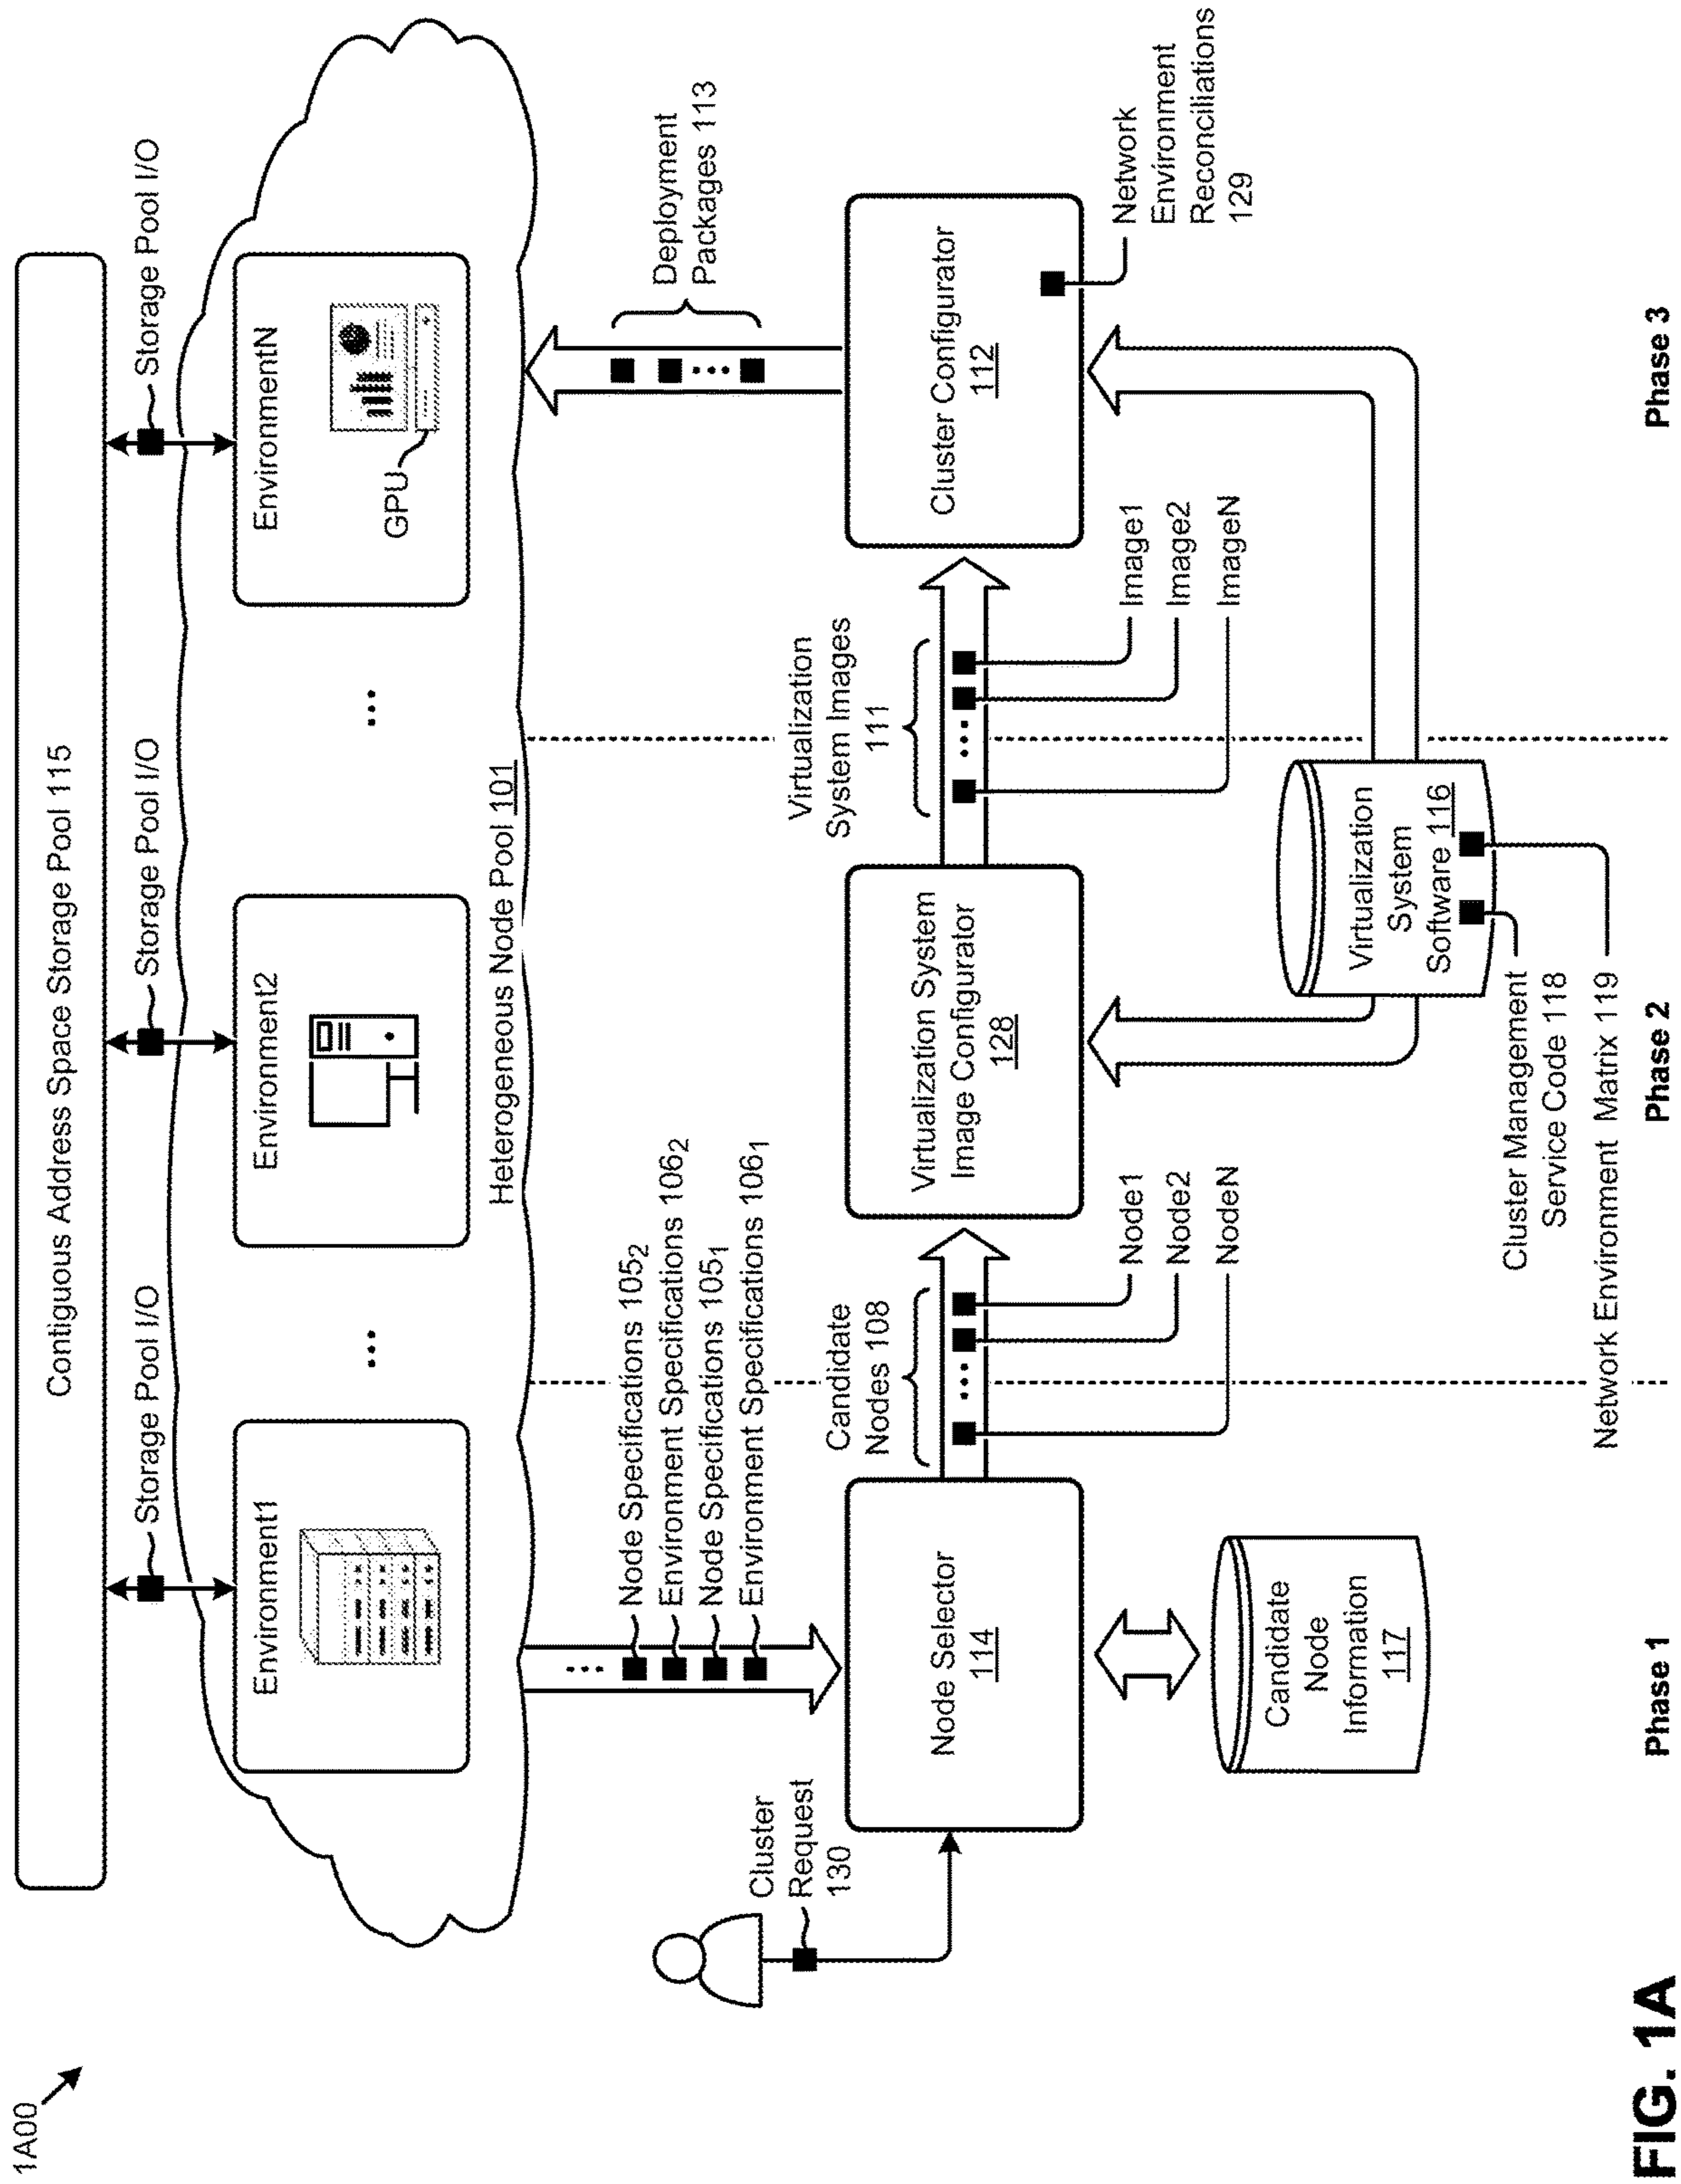 1A00
Contiguous Address Space Storage Pool 115
Storage Pool I/O
Storage Pool I/O
Storage Pool I/O
Environment1
...
Environment2
...
EnvironmentN
GPU
Heterogeneous Node Pool 101
...
Node Specifications 105₂
Environment Specifications 106₂
Node Specifications 105₁
Environment Specifications 106₁
Deployment
Packages 113
...
Cluster
Request
130
Node Selector
114
Candidate
Nodes 108
...
Node1
Node2
NodeN
Virtualization System
Image Configurator
128
Virtualization
System Images
111
...
Image1
Image2
ImageN
Cluster Configurator
112
Network
Environment
Reconciliations
129
Candidate
Node
Information
117
Virtualization
System
Software 116
Cluster Management
Service Code 118
Network Environment Matrix 119
Phase 1
Phase 2
Phase 3
FIG. 1A